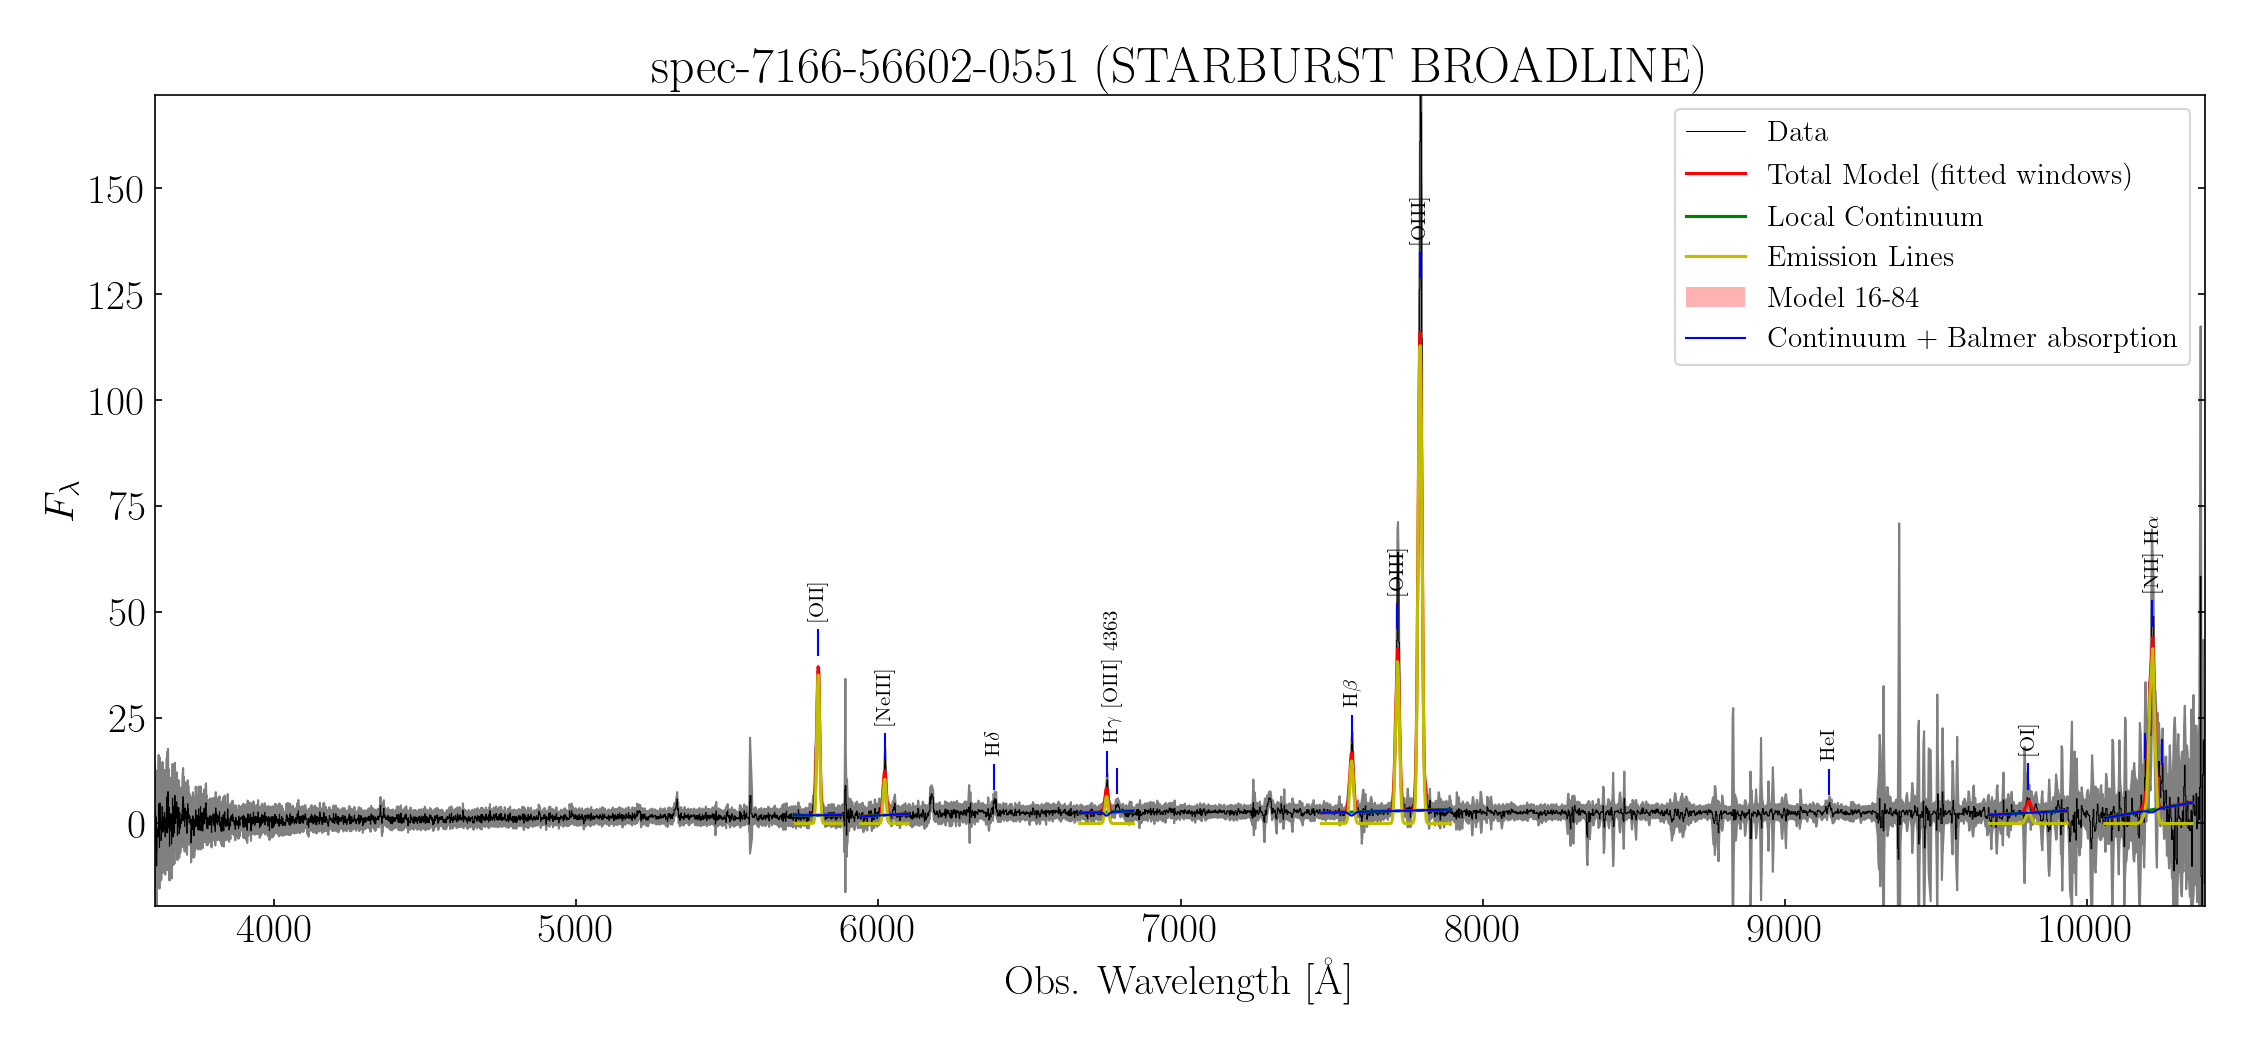 spec-7166-56602-0551 (STARBURST BROADLINE)
Data
Total Model (fitted windows)
Local Continuum
Emission Lines
Model 16-84
Continuum + Balmer absorption
[OII]
[NeIII]
Hδ
Hγ [OIII] 4363
Hβ
[OIII]
[OIII]
HeI
[OI]
[NII] Hα
150
125
100
75
50
25
0
F_λ
4000 5000 6000 7000 8000 9000 10000
Obs. Wavelength [Å]